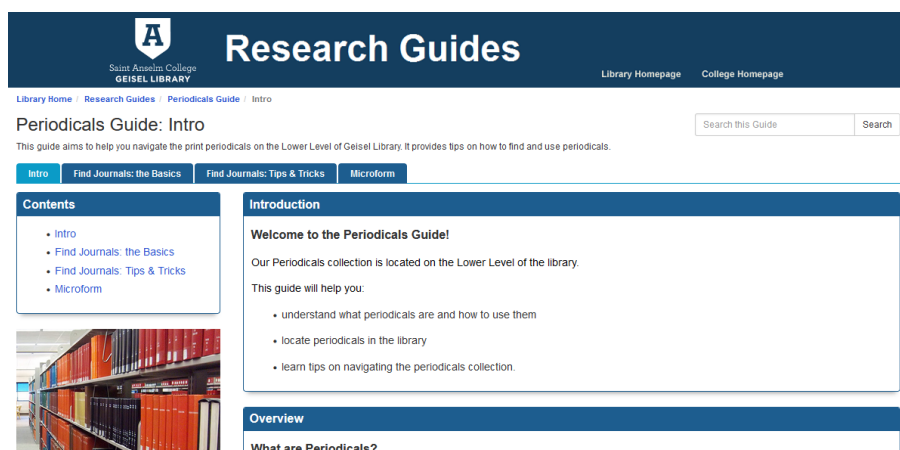 A
Saint Anselm College
GEISEL LIBRARY
Research Guides
Library Homepage
College Homepage
Library Home / Research Guides / Periodicals Guide / Intro
Periodicals Guide: Intro
Search this Guide
Search
This guide aims to help you navigate the print periodicals on the Lower Level of Geisel Library. It provides tips on how to find and use periodicals.
Intro
Find Journals: the Basics
Find Journals: Tips & Tricks
Microform
Contents
• Intro
• Find Journals: the Basics
• Find Journals: Tips & Tricks
• Microform
Introduction
Welcome to the Periodicals Guide!
Our Periodicals collection is located on the Lower Level of the library.
This guide will help you:
• understand what periodicals are and how to use them
• locate periodicals in the library
• learn tips on navigating the periodicals collection.
Overview
What are Periodicals?